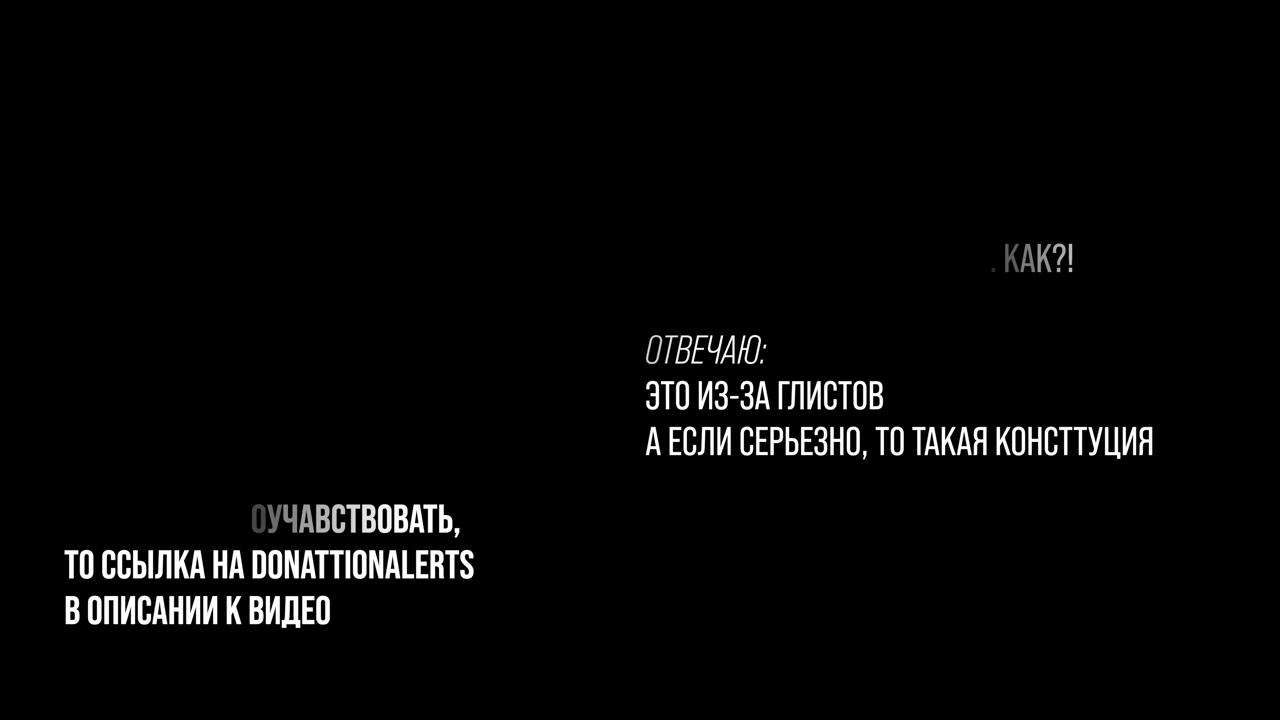 . КАК?!
ОТВЕЧАЮ:
ЭТО ИЗ-ЗА ГЛИСТОВ
А ЕСЛИ СЕРЬЕЗНО, ТО ТАКАЯ КОНСТТУЦИЯ
ОУЧАВСТВОВАТЬ,
ТО ССЫЛКА НА DONATTIONALERTS
В ОПИСАНИИ К ВИДЕО